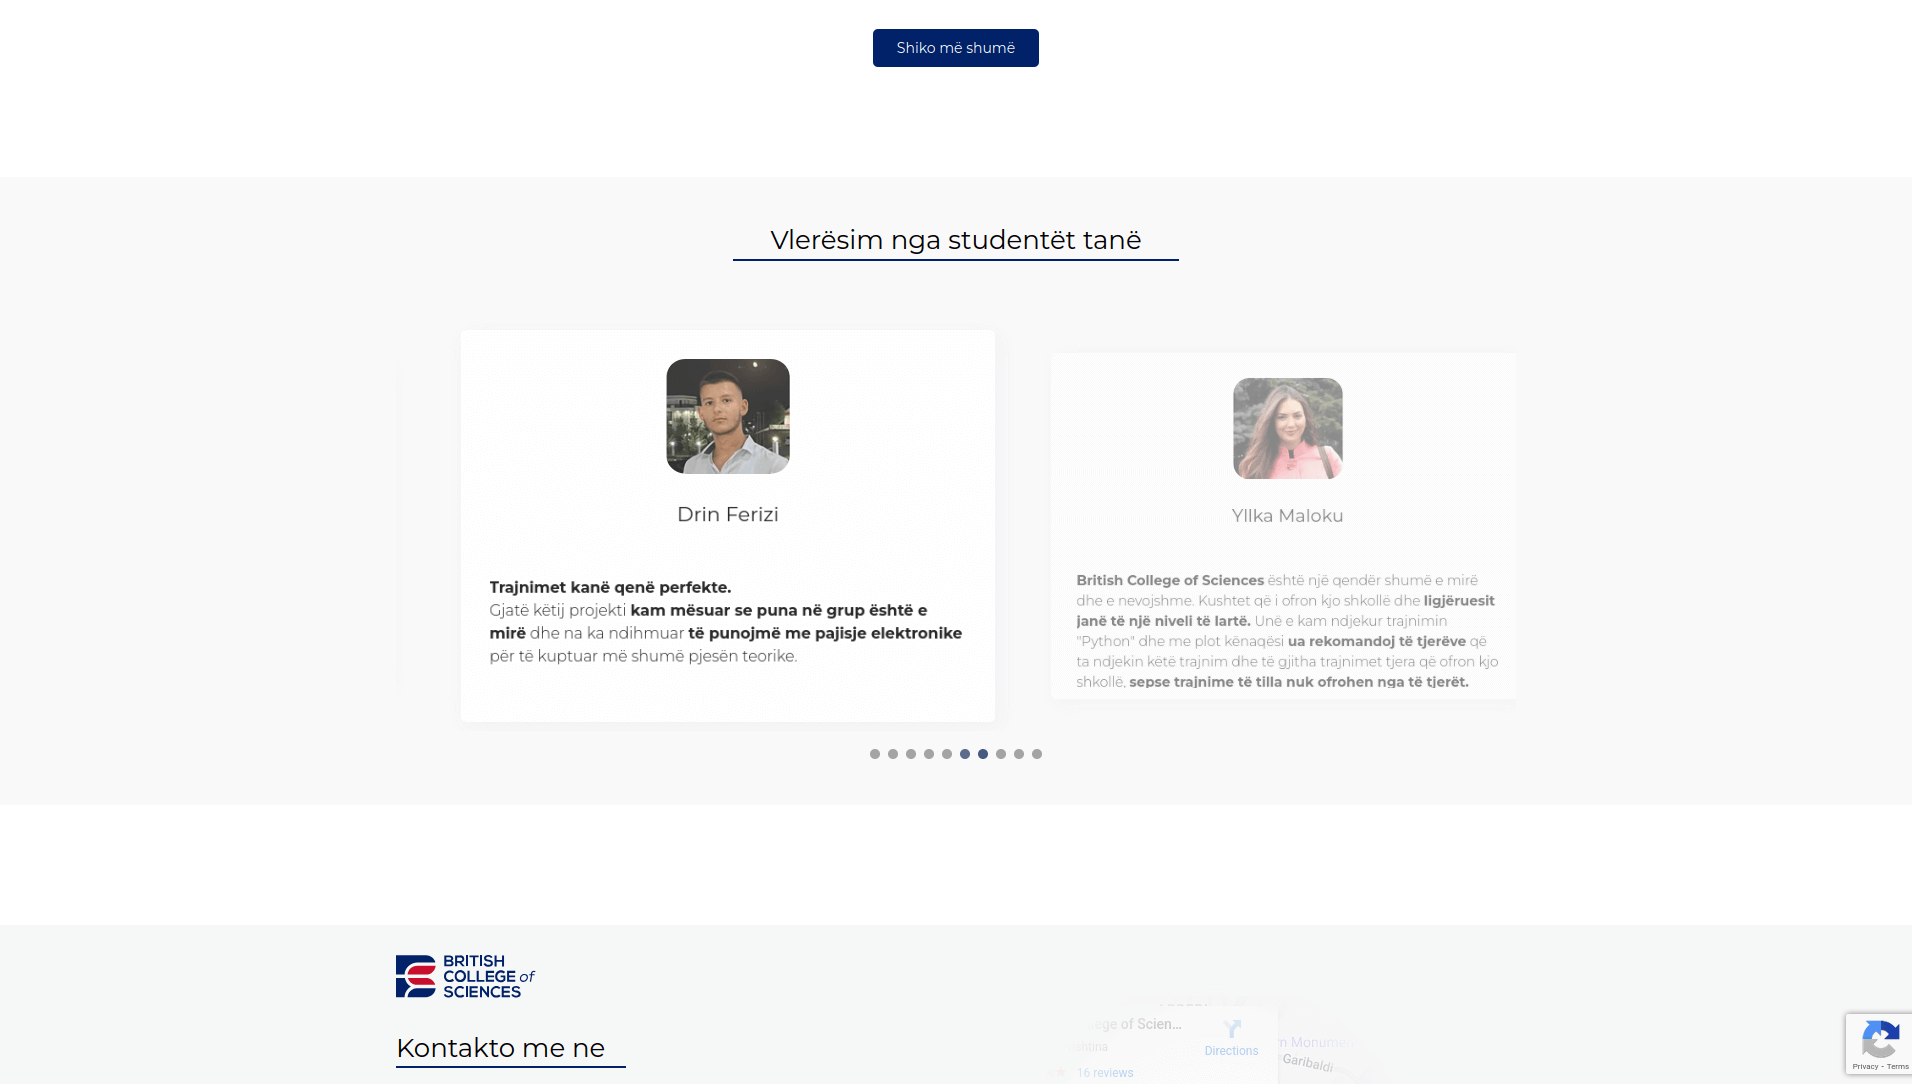 Shiko më shumë
Vlerësim nga studentët tanë
Drin Ferizi
Trajnimet kanë qenë perfekte.
Gjatë këtij projekti kam mësuar se puna në grup është e
mirë dhe na ka ndihmuar të punojmë me pajisje elektronike
për të kuptuar më shumë pjesën teorike.
Yllka Maloku
British College of Sciences është një qendër shumë e mirë
dhe e nevojshme. Kushtet që i ofron kjo shkollë dhe ligjëruesit
janë të një niveli të lartë. Unë e kam ndjekur trajnimin
"Python" dhe me plot kënaqësi ua rekomandoj të tjerëve që
ta ndjekin këtë trajnim dhe të gjitha trajnimet tjera që ofron kjo
shkollë, sepse trajnime të tilla nuk ofrohen nga të tjerët.
BRITISH
COLLEGE of
SCIENCES
Kontakto me ne
ege of Scien...
Directions
16 reviews
Garibaldi
Privacy - Terms